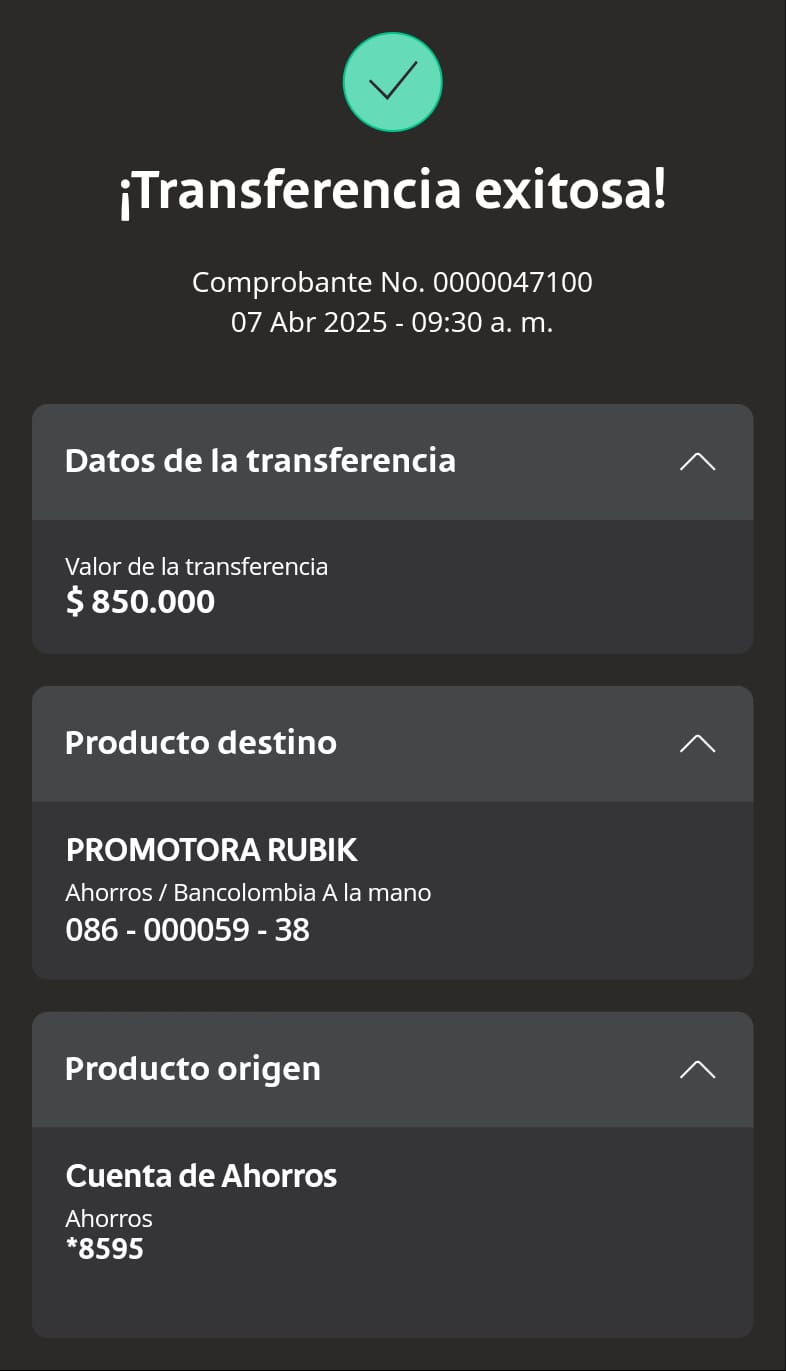 ¡Transferencia exitosa!
Comprobante No. 0000047100
07 Abr 2025 - 09:30 a. m.
Datos de la transferencia
Valor de la transferencia
$ 850.000
Producto destino
PROMOTORA RUBIK
Ahorros / Bancolombia A la mano
086 - 000059 - 38
Producto origen
Cuenta de Ahorros
Ahorros
*8595